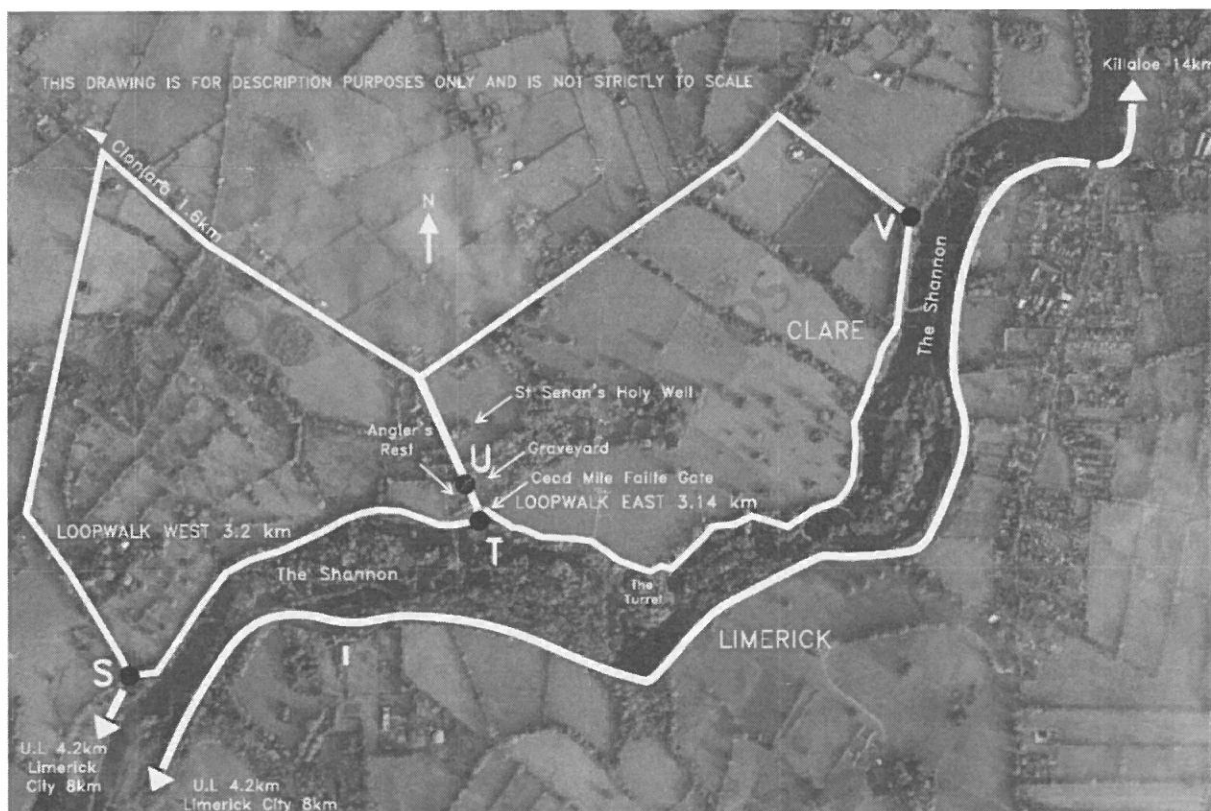 Killaloe 14km
THIS DRAWING IS FOR DESCRIPTION PURPOSES ONLY AND IS NOT STRICTLY TO SCALE
Clonlara 1.6km
N
V
The Shannon
CLARE
St Senan's Holy Well
Angler's
Rest
U
Graveyard
Cead Mile Failte Gate
LOOPWALK EAST 3.14 km
LOOPWALK WEST 3.2 km
T
The Shannon
The
Turret
LIMERICK
S
U.L 4.2km
Limerick
City 8km
U.L 4.2km
Limerick City 8km